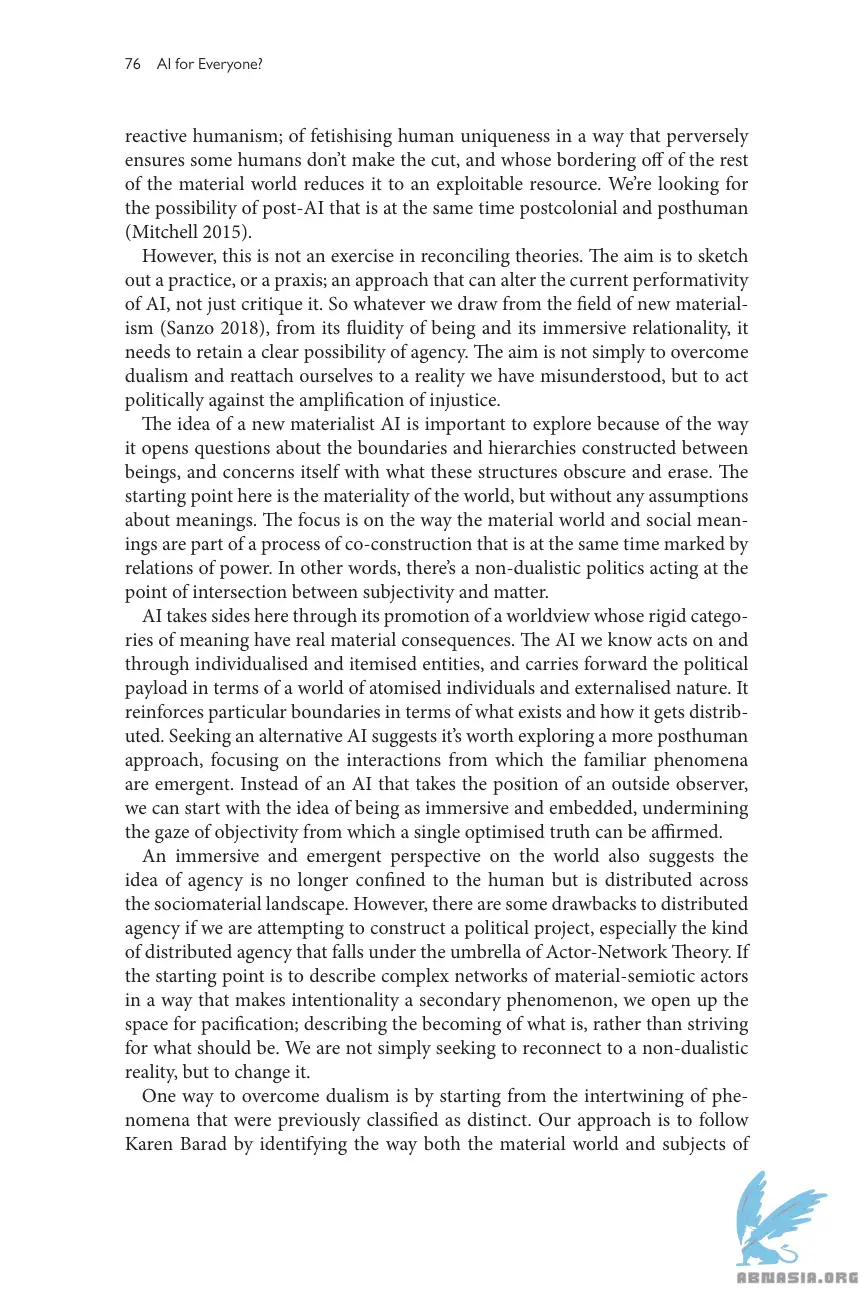 76 AI for Everyone?
reactive humanism; of fetishising human uniqueness in a way that perversely
ensures some humans don’t make the cut, and whose bordering off of the rest
of the material world reduces it to an exploitable resource. We’re looking for
the possibility of post-AI that is at the same time postcolonial and posthuman
(Mitchell 2015).
However, this is not an exercise in reconciling theories. The aim is to sketch
out a practice, or a praxis; an approach that can alter the current performativity
of AI, not just critique it. So whatever we draw from the field of new material-
ism (Sanzo 2018), from its fluidity of being and its immersive relationality, it
needs to retain a clear possibility of agency. The aim is not simply to overcome
dualism and reattach ourselves to a reality we have misunderstood, but to act
politically against the amplification of injustice.
The idea of a new materialist AI is important to explore because of the way
it opens questions about the boundaries and hierarchies constructed between
beings, and concerns itself with what these structures obscure and erase. The
starting point here is the materiality of the world, but without any assumptions
about meanings. The focus is on the way the material world and social mean-
ings are part of a process of co-construction that is at the same time marked by
relations of power. In other words, there’s a non-dualistic politics acting at the
point of intersection between subjectivity and matter.
AI takes sides here through its promotion of a worldview whose rigid catego-
ries of meaning have real material consequences. The AI we know acts on and
through individualised and itemised entities, and carries forward the political
payload in terms of a world of atomised individuals and externalised nature. It
reinforces particular boundaries in terms of what exists and how it gets distrib-
uted. Seeking an alternative AI suggests it’s worth exploring a more posthuman
approach, focusing on the interactions from which the familiar phenomena
are emergent. Instead of an AI that takes the position of an outside observer,
we can start with the idea of being as immersive and embedded, undermining
the gaze of objectivity from which a single optimised truth can be affirmed.
An immersive and emergent perspective on the world also suggests the
idea of agency is no longer confined to the human but is distributed across
the sociomaterial landscape. However, there are some drawbacks to distributed
agency if we are attempting to construct a political project, especially the kind
of distributed agency that falls under the umbrella of Actor-Network Theory. If
the starting point is to describe complex networks of material-semiotic actors
in a way that makes intentionality a secondary phenomenon, we open up the
space for pacification; describing the becoming of what is, rather than striving
for what should be. We are not simply seeking to reconnect to a non-dualistic
reality, but to change it.
One way to overcome dualism is by starting from the intertwining of phe-
nomena that were previously classified as distinct. Our approach is to follow
Karen Barad by identifying the way both the material world and subjects of
ABNASIA.ORG